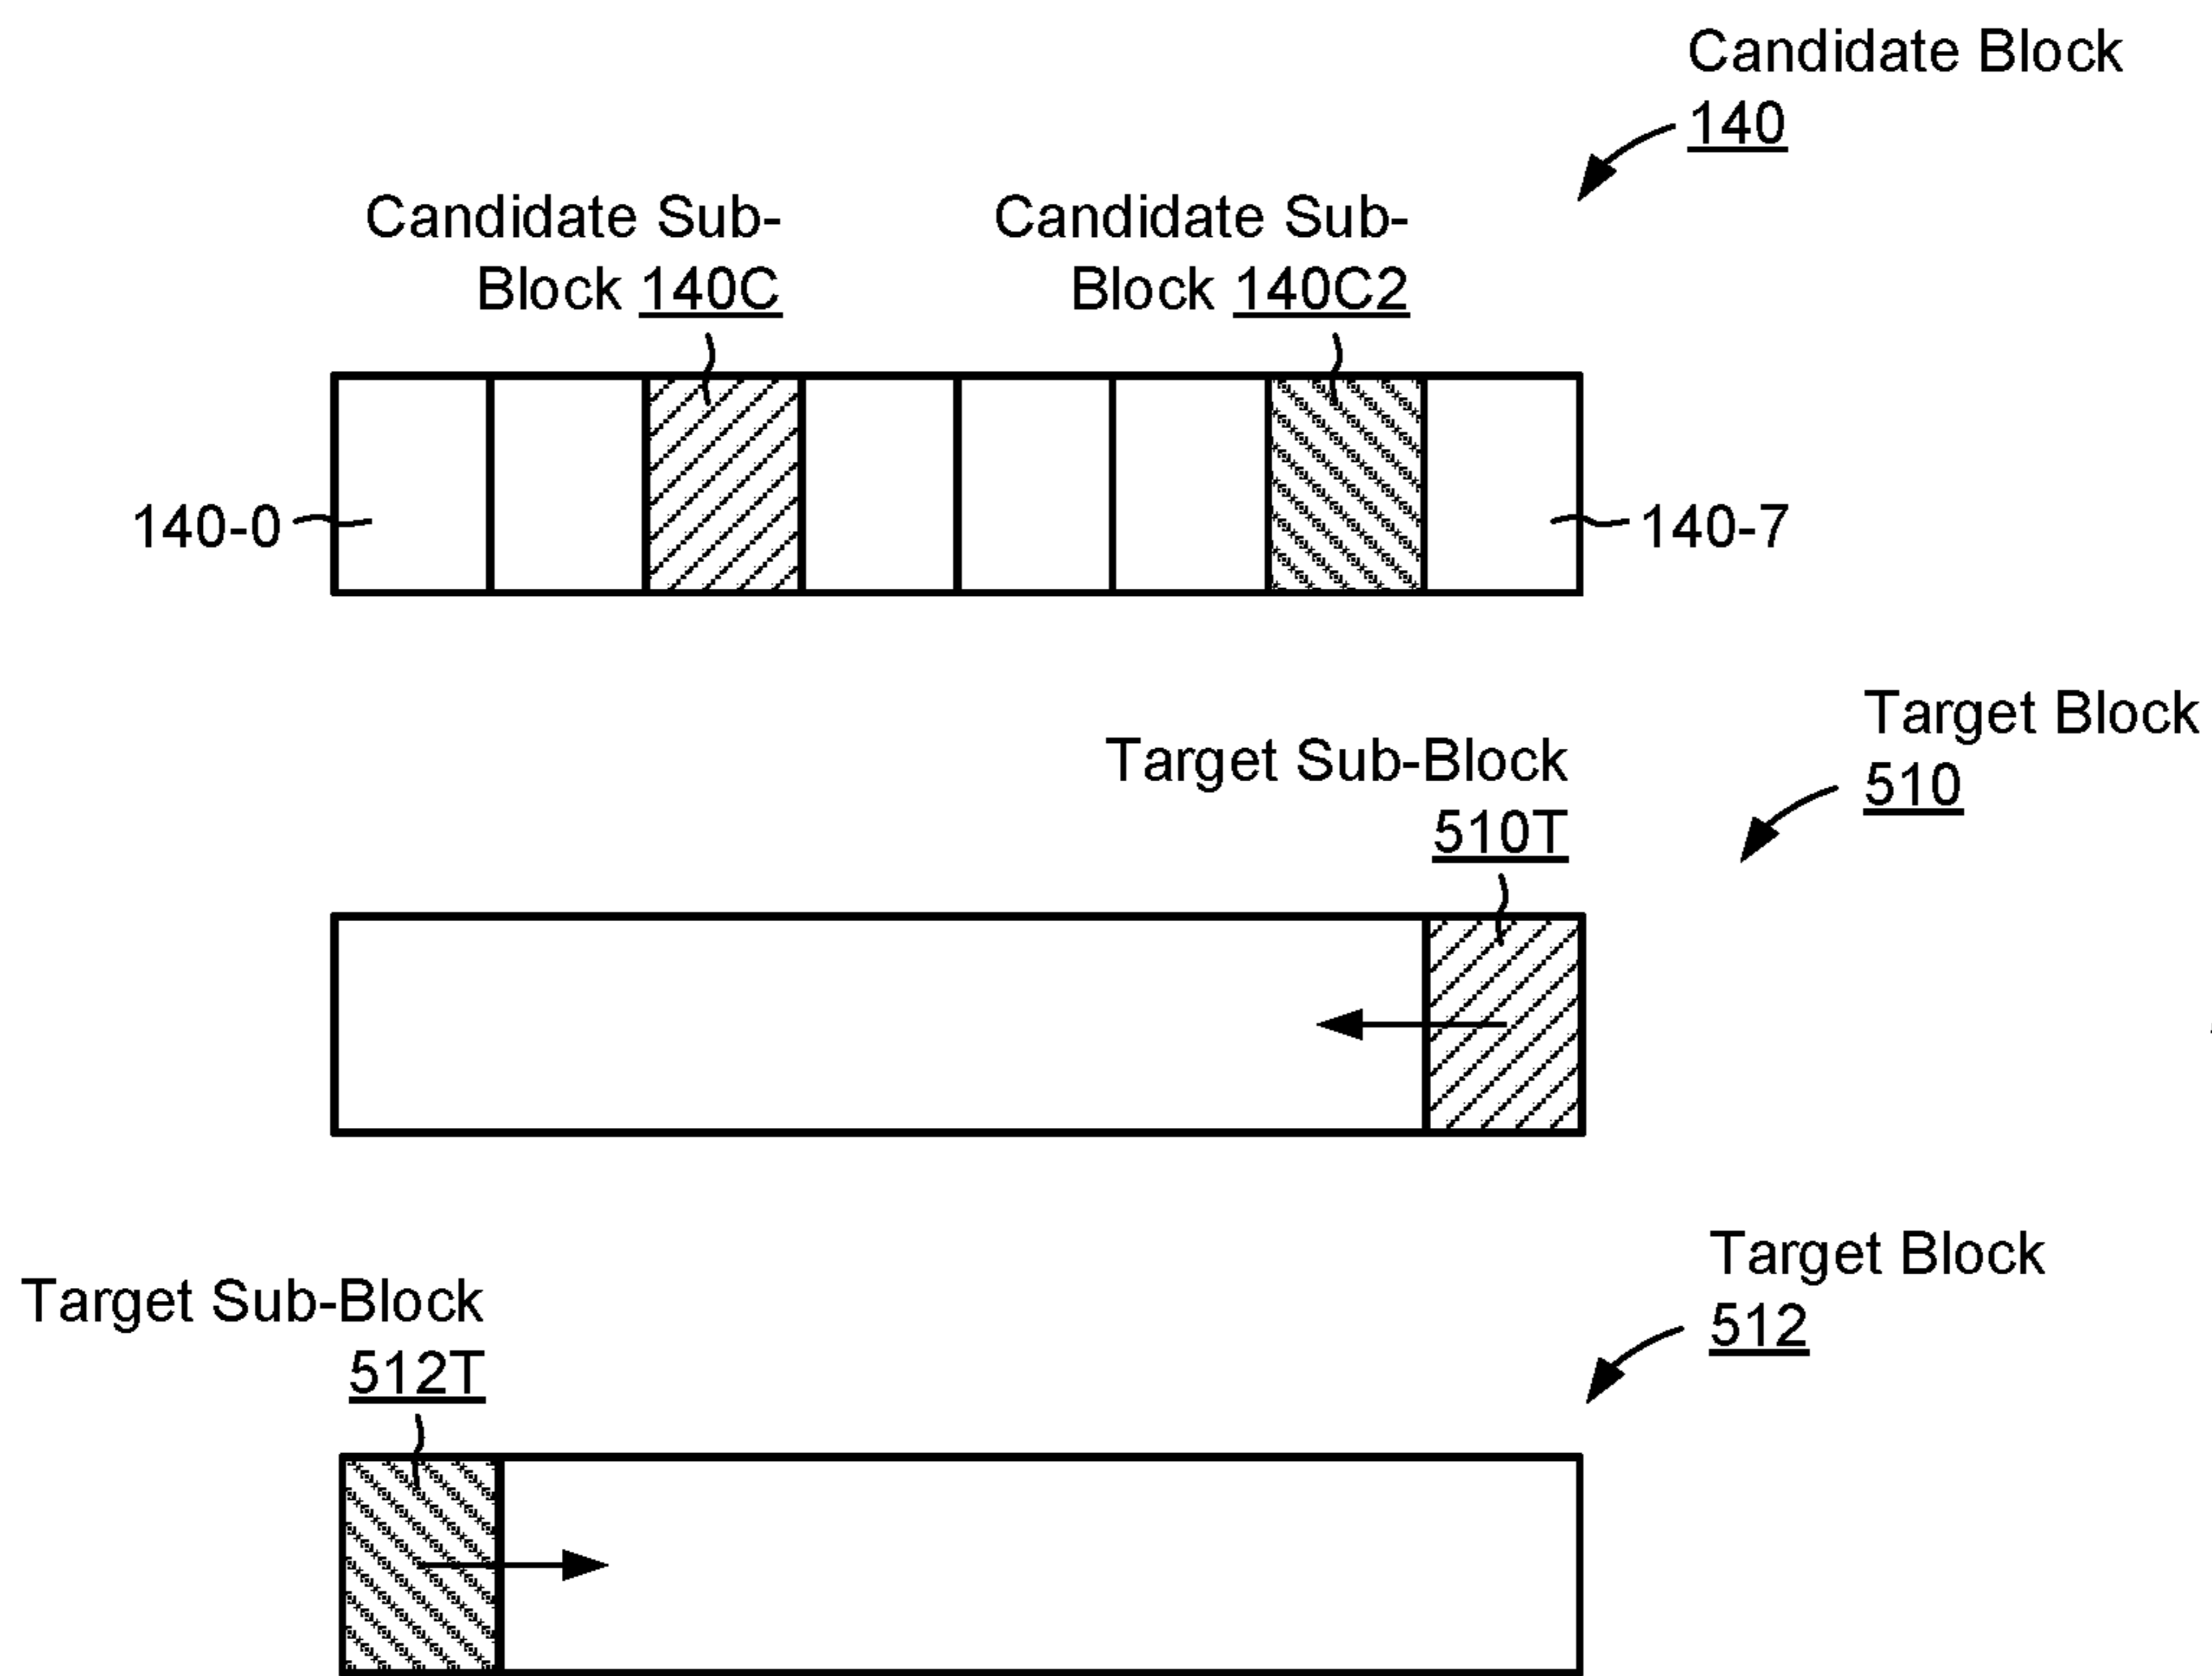 Candidate Block
140
Candidate Sub-
Block 140C
Candidate Sub-
Block 140C2
140-0
140-7
Target Block
510
Target Sub-Block
510T
Target Block
512
Target Sub-Block
512T